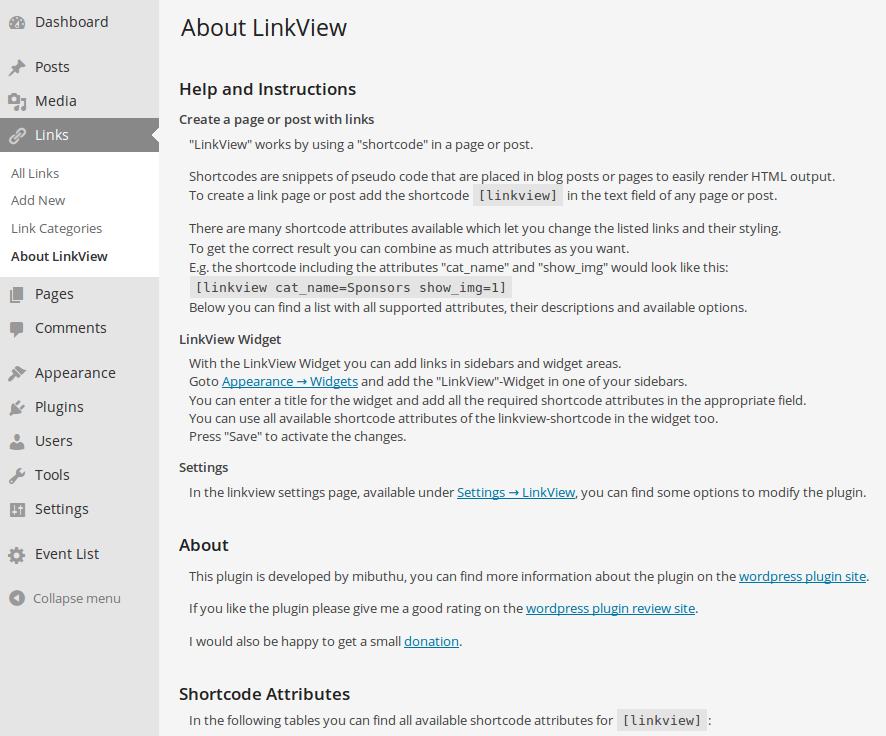 Dashboard
Posts
Media
Links
All Links
Add New
Link Categories
About LinkView
Pages
Comments
Appearance
Plugins
Users
Tools
Settings
Event List
Collapse menu
About LinkView
Help and Instructions
Create a page or post with links
"LinkView" works by using a "shortcode" in a page or post.
Shortcodes are snippets of pseudo code that are placed in blog posts or pages to easily render HTML output.
To create a link page or post add the shortcode [linkview] in the text field of any page or post.
There are many shortcode attributes available which let you change the listed links and their styling.
To get the correct result you can combine as much attributes as you want.
E.g. the shortcode including the attributes "cat_name" and "show_img" would look like this:
[linkview cat_name=Sponsors show_img=1]
Below you can find a list with all supported attributes, their descriptions and available options.
LinkView Widget
With the LinkView Widget you can add links in sidebars and widget areas.
Goto Appearance → Widgets and add the "LinkView"-Widget in one of your sidebars.
You can enter a title for the widget and add all the required shortcode attributes in the appropriate field.
You can use all available shortcode attributes of the linkview-shortcode in the widget too.
Press "Save" to activate the changes.
Settings
In the linkview settings page, available under Settings → LinkView, you can find some options to modify the plugin.
About
This plugin is developed by mibuthu, you can find more information about the plugin on the wordpress plugin site.
If you like the plugin please give me a good rating on the wordpress plugin review site.
I would also be happy to get a small donation.
Shortcode Attributes
In the following tables you can find all available shortcode attributes for [linkview] :